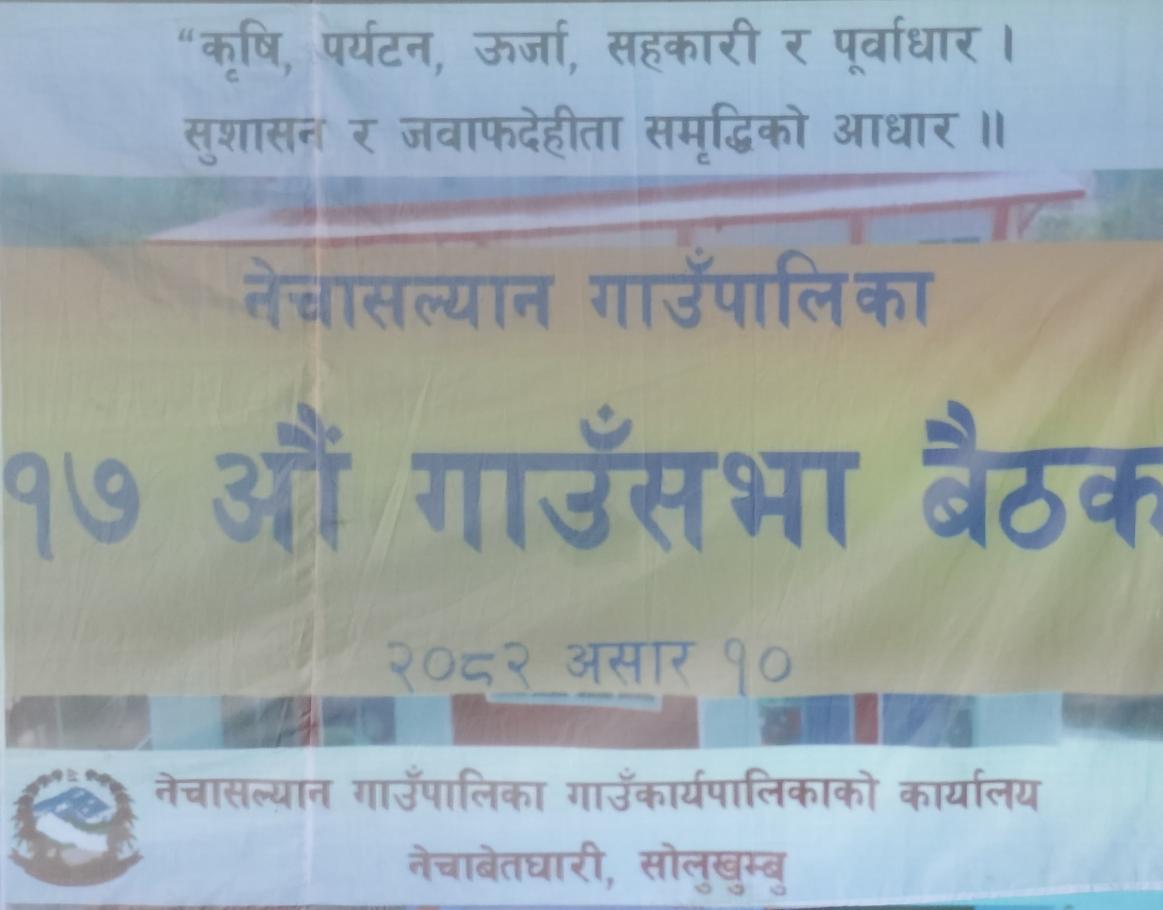 “कृषि, पर्यटन, ऊर्जा, सहकारी र पूर्वाधार ।
सुशासन र जवाफदेहीता समृद्धिको आधार ॥
नेचासल्यान गाउँपालिका
१७ औं गाउँसभा बैठक
२०८२ असार १०
नेचासल्यान गाउँपालिका गाउँकार्यपालिकाको कार्यालय
नेचाबेतघारी, सोलुखुम्बु